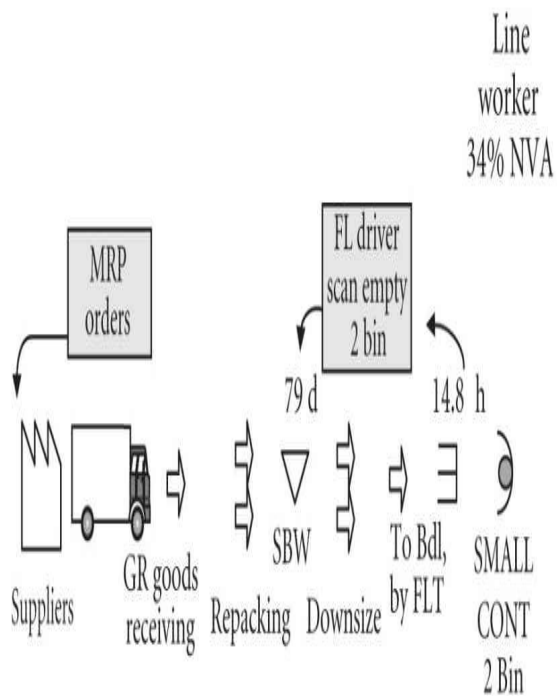 Line
worker
34% NVA
MRP
orders
FL driver
scan empty
2 bin
79 d
14.8 h
Suppliers
GR goods
receiving
Repacking
SBW
Downsize
To Bdl,
by FLT
SMALL
CONT
2 Bin